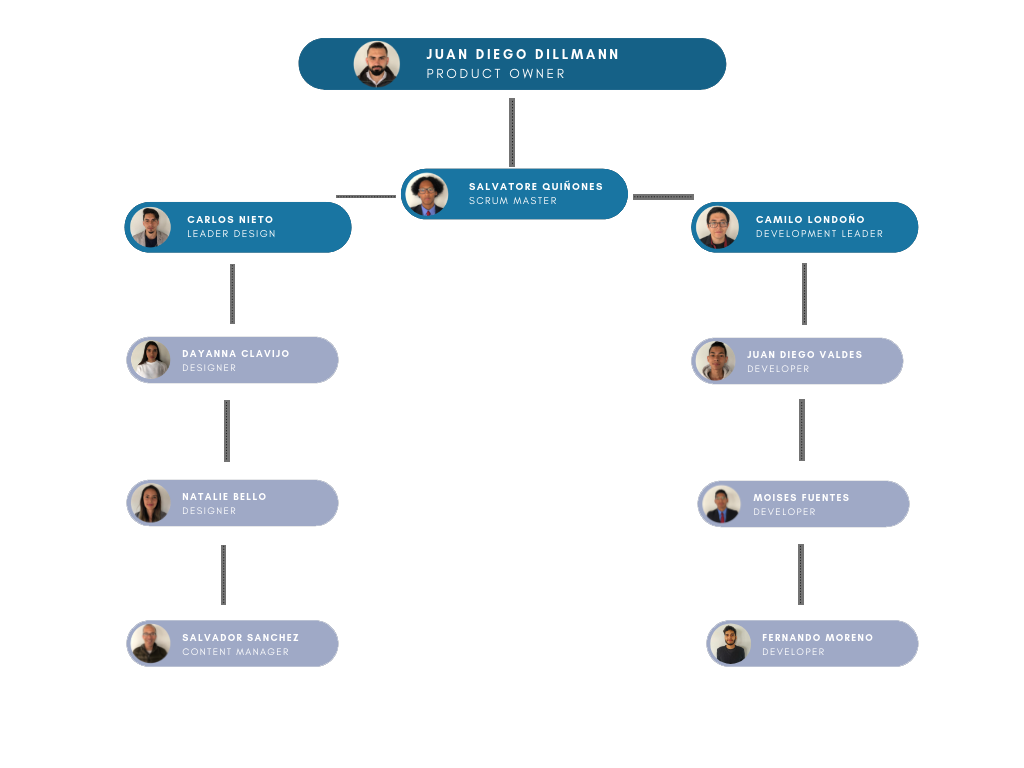 JUAN DIEGO DILLMANN
PRODUCT OWNER
SALVATORE QUIÑONES
SCRUM MASTER
CARLOS NIETO
LEADER DESIGN
CAMILO LONDOÑO
DEVELOPMENT LEADER
DAYANNA CLAVIJO
DESIGNER
JUAN DIEGO VALDES
DEVELOPER
NATALIE BELLO
DESIGNER
MOISES FUENTES
DEVELOPER
SALVADOR SANCHEZ
CONTENT MANAGER
FERNANDO MORENO
DEVELOPER